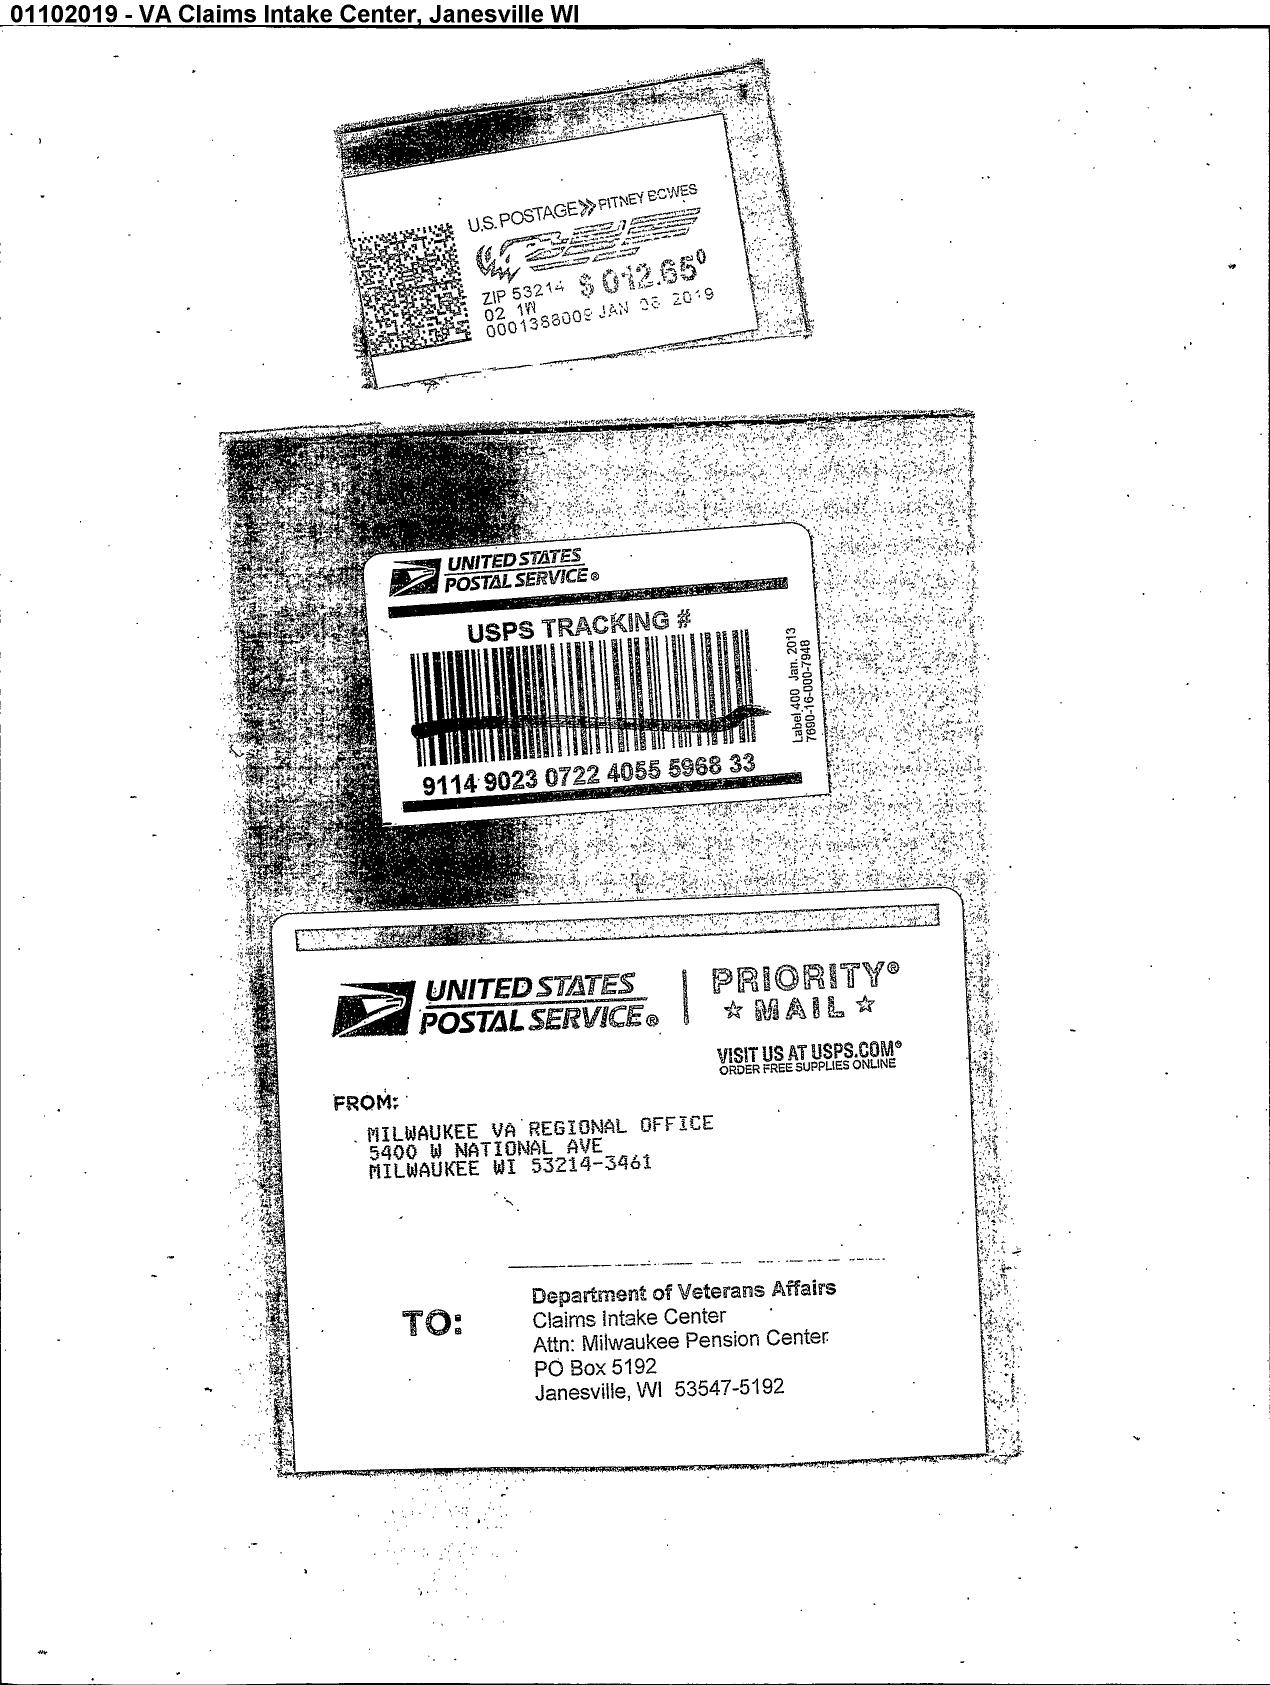 01102019 - VA Claims Intake Center, Janesville WI
U.S. POSTAGE PITNEY BOWES
ZIP 53214 $ 012.65⁰
02 1W
0001388009 JAN 2019
UNITED STATES
POSTAL SERVICE®
USPS TRACKING #
9114 9023 0722 4055 5968 33
Label 400 Jan. 2013
7690-16-000-7948
UNITED STATES
POSTAL SERVICE®
PRIORITY®
★ MAIL ★
VISIT US AT USPS.COM®
ORDER FREE SUPPLIES ONLINE
FROM:
MILWAUKEE VA REGIONAL OFFICE
5400 W NATIONAL AVE
MILWAUKEE WI 53214-3461
TO:
Department of Veterans Affairs
Claims Intake Center
Attn: Milwaukee Pension Center
PO Box 5192
Janesville, WI 53547-5192